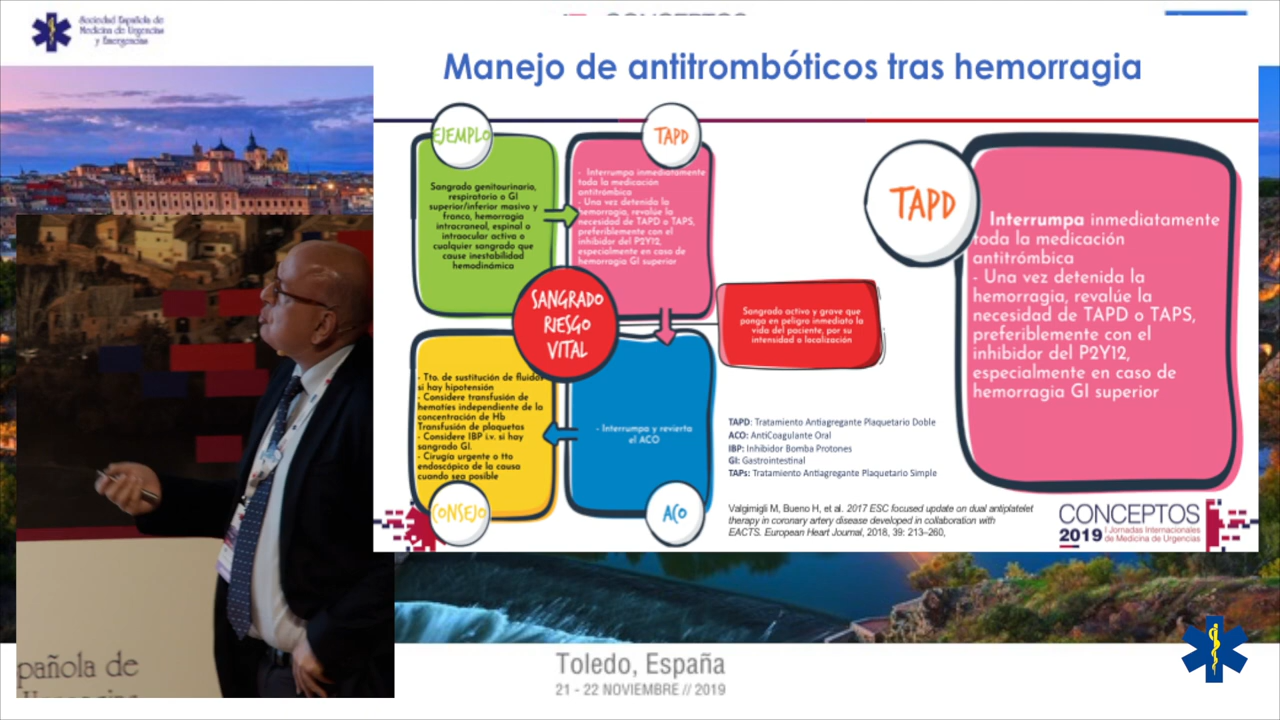 Sociedad Española de
Medicina de Urgencias
y Emergencias
CONCEPTOS
Manejo de antitrombóticos tras hemorragia
EJEMPLO
Sangrado genitourinario,
respiratorio o GI
superior/inferior masivo y
franco, hemorragia
intracraneal, espinal o
intraocular activa o
cualquier sangrado que
cause inestabilidad
hemodinámica
TAPD
- Interrumpa inmediatamente
toda la medicación
antitrómbica
- Una vez detenida la
hemorragia, revalúe la
necesidad de TAPD o TAPS,
preferiblemente con el
inhibidor del P2Y12,
especialmente en caso de
hemorragia GI superior
SANGRADO
RIESGO
VITAL
Sangrado activo y grave que
ponga en peligro inmediato la
vida del paciente, por su
intensidad o localización
- Tto. de sustitución de fluidos
si hay hipotensión
- Considere transfusión de
hematíes independiente de la
concentración de Hb
Transfusión de plaquetas
- Considere IBP i.v. si hay
sangrado GI.
- Cirugía urgente o tto
endoscópico de la causa
cuando sea posible
CONSEJO
- Interrumpa y revierta
el ACO
ACO
TAPD
Interrumpa inmediatamente
toda la medicación
antitrómbica
- Una vez detenida la
hemorragia, revalúe la
necesidad de TAPD o TAPS,
preferiblemente con el
inhibidor del P2Y12,
especialmente en caso de
hemorragia GI superior
TAPD: Tratamiento Antiagregante Plaquetario Doble
ACO: AntiCoagulante Oral
IBP: Inhibidor Bomba Protones
GI: Gastrointestinal
TAPs: Tratamiento Antiagregante Plaquetario Simple
Valgimigli M, Bueno H, et al. 2017 ESC focused update on dual antiplatelet
therapy in coronary artery disease developed in collaboration with
EACTS. European Heart Journal, 2018, 39: 213–260,
CONCEPTOS
2019 I Jornadas Internacionales
de Medicina de Urgencias
pañola de
Toledo, España
21 - 22 NOVIEMBRE // 2019